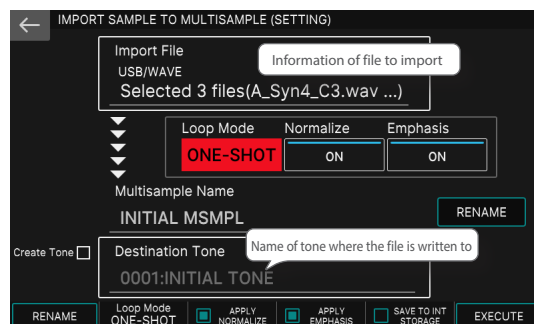 IMPORT SAMPLE TO MULTISAMPLE (SETTING)
Import File
USB/WAVE
Selected 3 files(A_Syn4_C3.wav ...)
Information of file to import
Loop Mode Normalize Emphasis
ONE-SHOT ON ON
Multisample Name
INITIAL MSMPL
RENAME
Create Tone
Destination Tone
Name of tone where the file is written to
0001:INITIAL TONE
RENAME
Loop Mode
ONE-SHOT
APPLY
NORMALIZE
APPLY
EMPHASIS
SAVE TO INT
STORAGE
EXECUTE